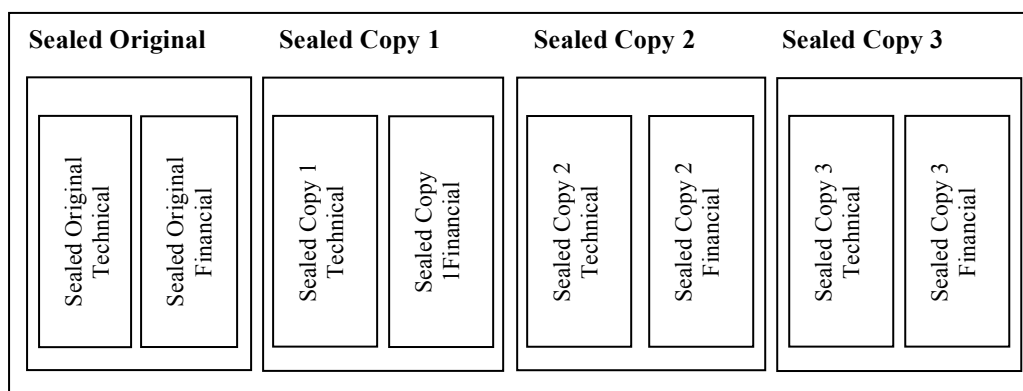 Sealed Original
Sealed Copy 1
Sealed Copy 2
Sealed Copy 3
Sealed Original
Technical
Sealed Original
Financial
Sealed Copy 1
Technical
Sealed Copy
1Financial
Sealed Copy 2
Technical
Sealed Copy 2
Financial
Sealed Copy 3
Technical
Sealed Copy 3
Financial